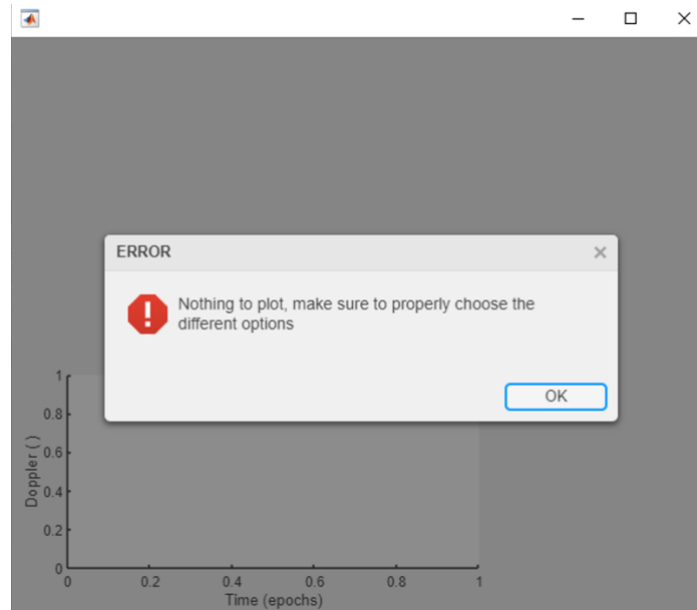 ERROR
Nothing to plot, make sure to properly choose the
different options
OK
1
0.8
0.6
0.4
0.2
0
Doppler ( )
0
0.2
0.4
0.6
0.8
1
Time (epochs)